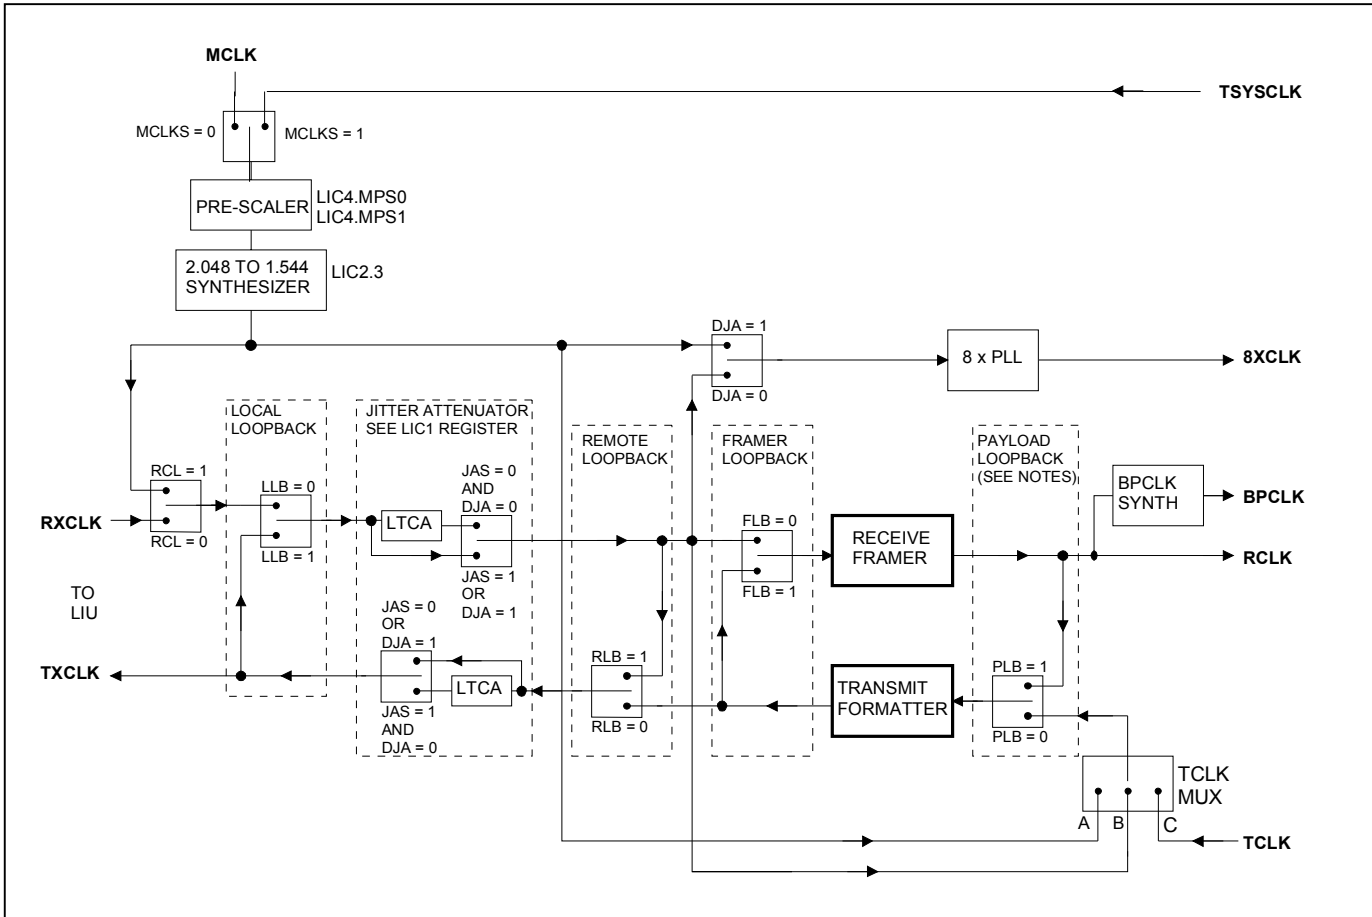 MCLK
TSYSCLK
MCLKS = 0
MCLKS = 1
PRE-SCALER
LIC4.MPS0
LIC4.MPS1
2.048 TO 1.544
SYNTHESIZER
LIC2.3
DJA = 1
DJA = 0
8 x PLL
8XCLK
LOCAL
LOOPBACK
JITTER ATTENUATOR
SEE LIC1 REGISTER
REMOTE
LOOPBACK
FRAMER
LOOPBACK
PAYLOAD
LOOPBACK
(SEE NOTES)
RCL = 1
RCL = 0
RXCLK
LLB = 0
LLB = 1
LTCA
JAS = 0
AND
DJA = 0
JAS = 1
OR
DJA = 1
FLB = 0
FLB = 1
RECEIVE
FRAMER
BPCLK
SYNTH
BPCLK
RCLK
TO
LIU
TXCLK
JAS = 0
OR
DJA = 1
LTCA
JAS = 1
AND
DJA = 0
RLB = 1
RLB = 0
TRANSMIT
FORMATTER
PLB = 1
PLB = 0
TCLK
MUX
A
B
C
TCLK